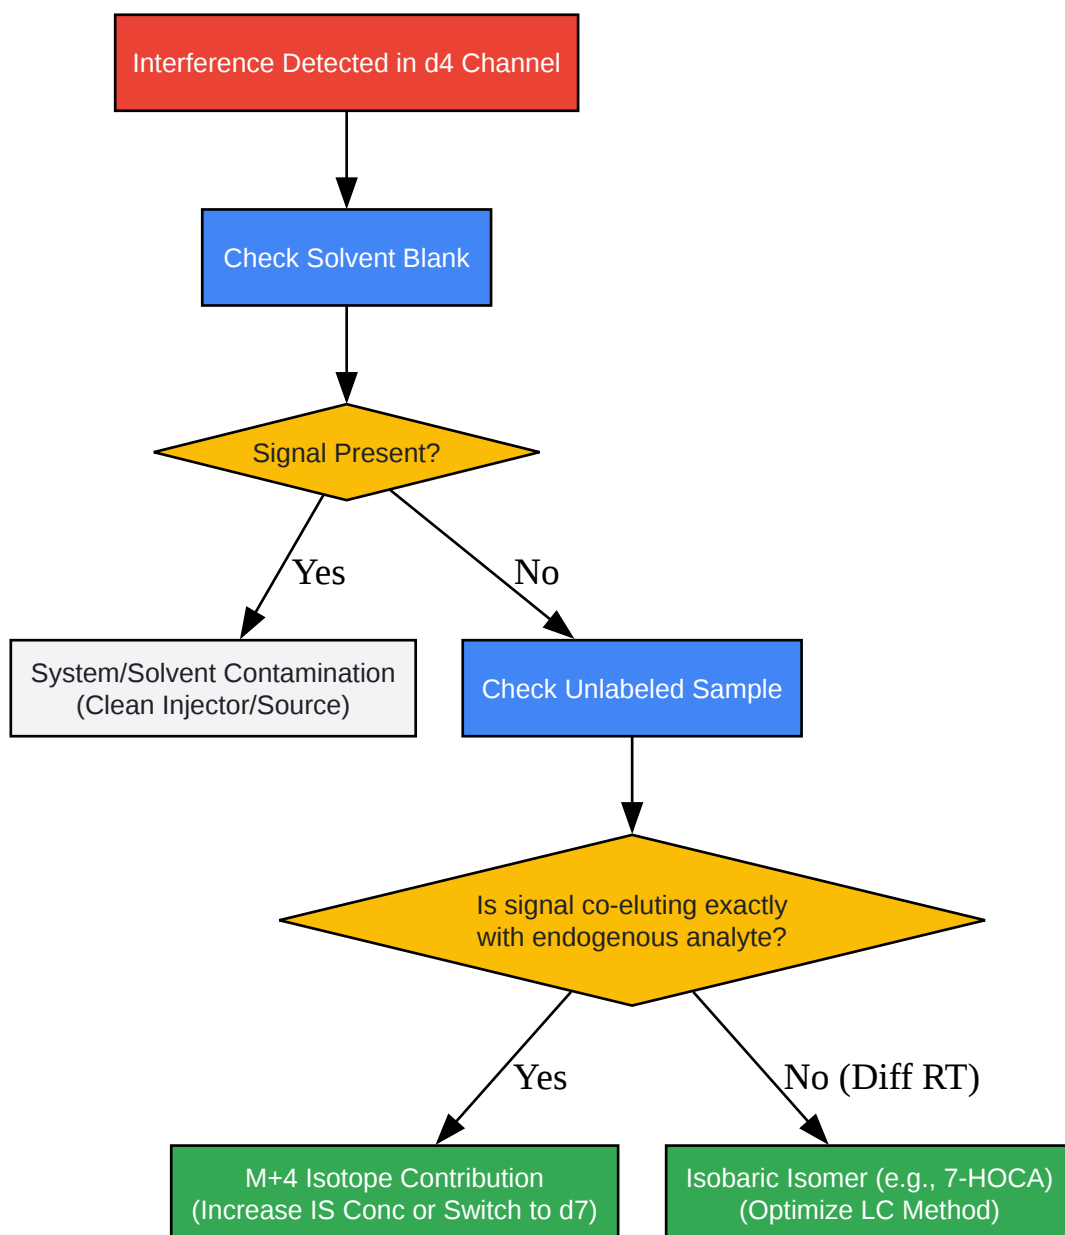 Interference Detected in d4 Channel
Check Solvent Blank
Signal Present?
Yes
No
System/Solvent Contamination
(Clean Injector/Source)
Check Unlabeled Sample
Is signal co-eluting exactly
with endogenous analyte?
Yes
No (Diff RT)
M+4 Isotope Contribution
(Increase IS Conc or Switch to d7)
Isobaric Isomer (e.g., 7-HOCA)
(Optimize LC Method)